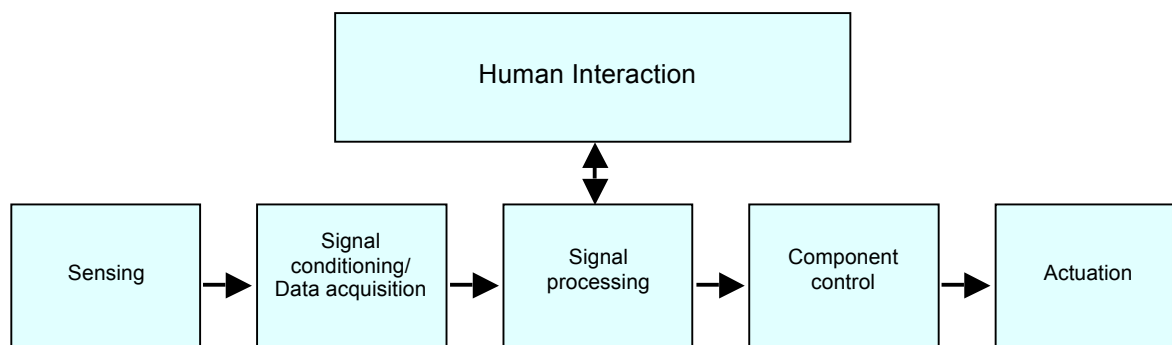 Human Interaction
Sensing
Signal
conditioning/
Data acquisition
Signal
processing
Component
control
Actuation